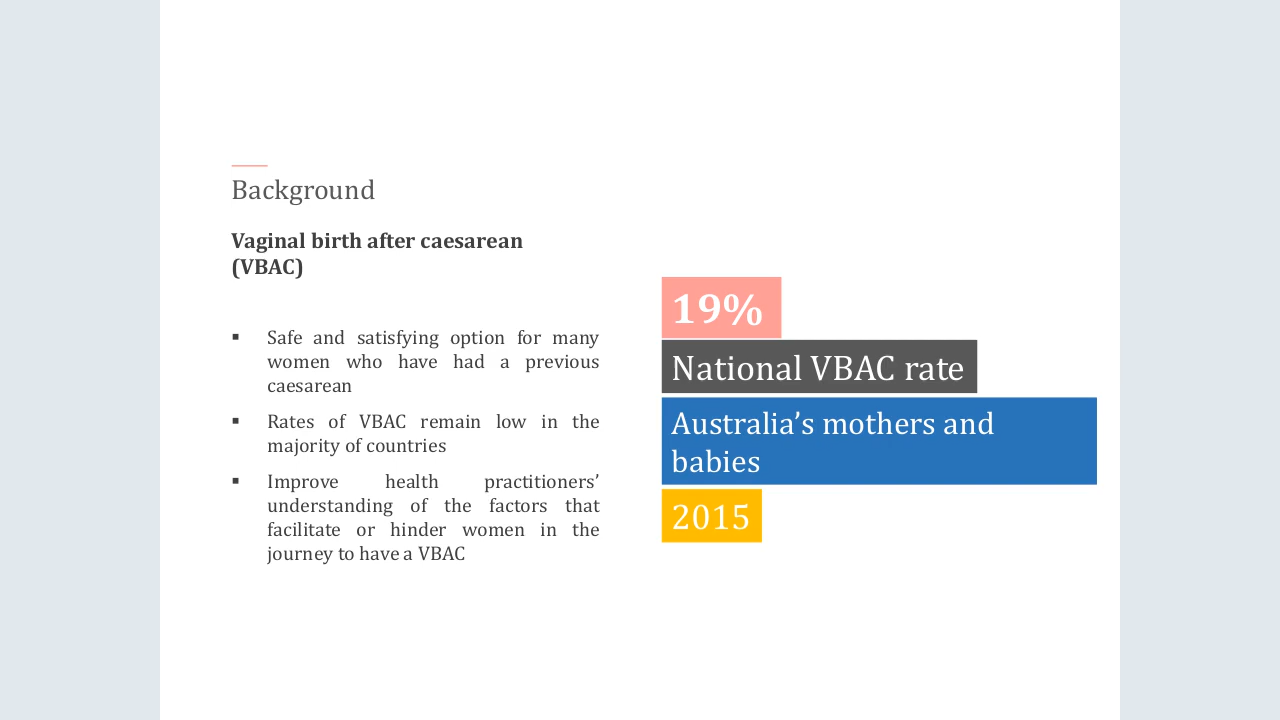 Background
Vaginal birth after caesarean
(VBAC)
▪ Safe and satisfying option for many
women who have had a previous
caesarean
▪ Rates of VBAC remain low in the
majority of countries
▪ Improve health practitioners’
understanding of the factors that
facilitate or hinder women in the
journey to have a VBAC
19%
National VBAC rate
Australia’s mothers and
babies
2015